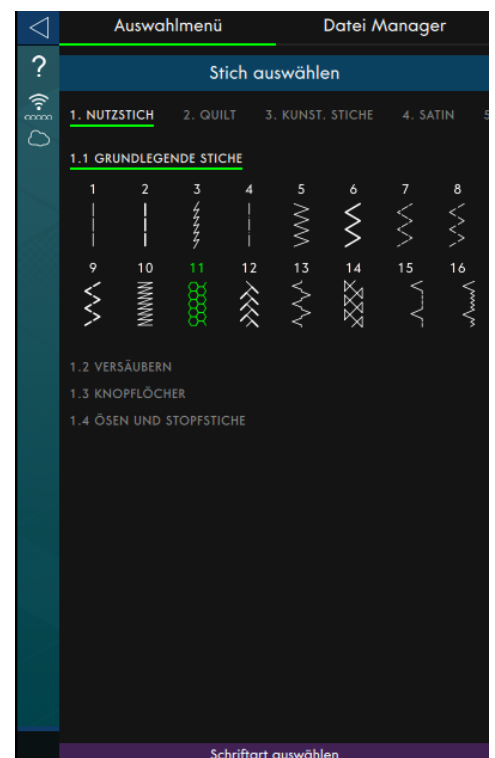 Auswahlmenü Datei Manager
?
Stich auswählen
1. NUTZSTICH 2. QUILT 3. KUNST. STICHE 4. SATIN 5
1.1 GRUNDLEGENDE STICHE
1 2 3 4 5 6 7 8
9 10 11 12 13 14 15 16
1.2 VERSÄUBERN
1.3 KNOPFLÖCHER
1.4 ÖSEN UND STOPFSTICHE
Schriftart auswählen